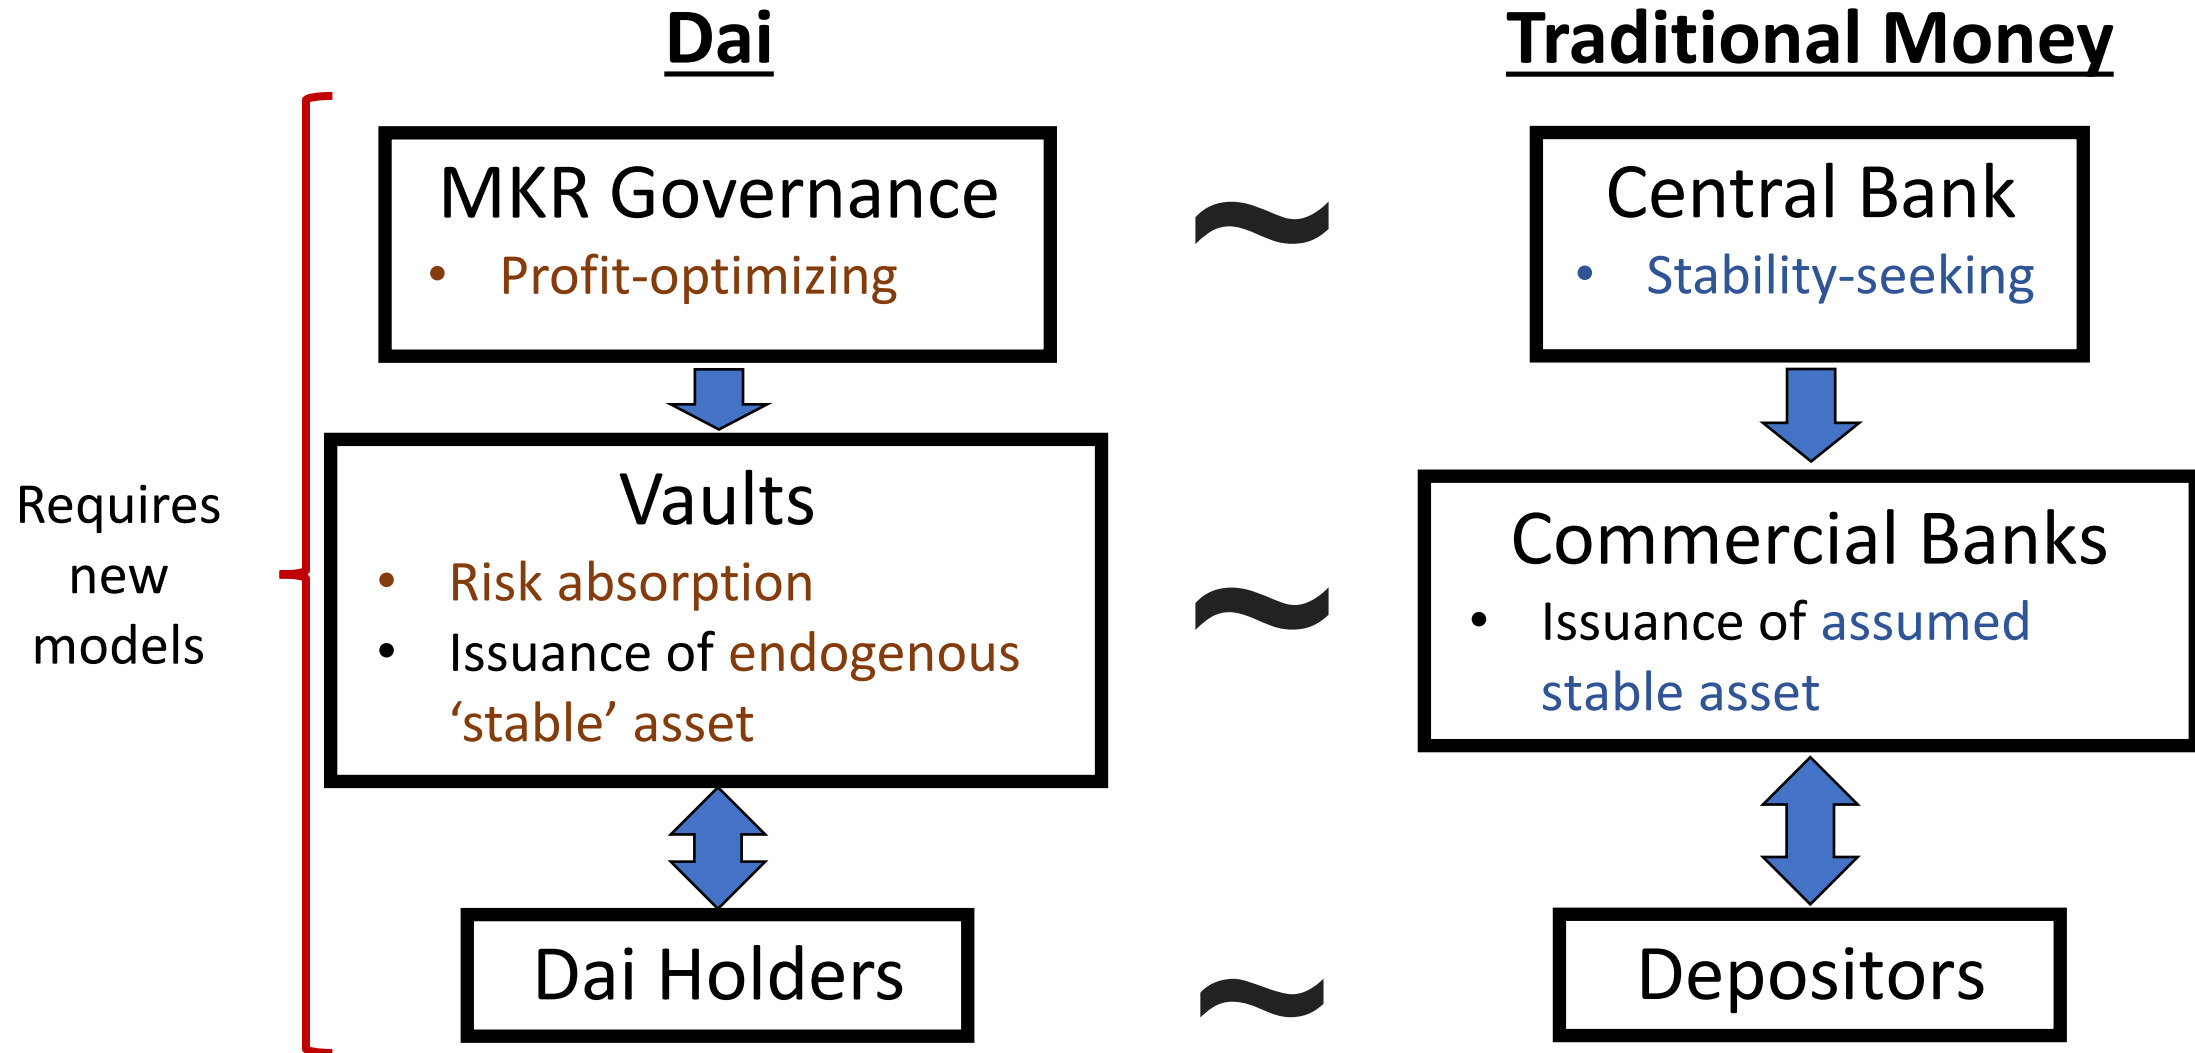 Dai
Traditional Money
MKR Governance
• Profit-optimizing
~
Central Bank
• Stability-seeking
Requires
new
models
Vaults
• Risk absorption
• Issuance of endogenous
‘stable’ asset
~
Commercial Banks
• Issuance of assumed
stable asset
Dai Holders
~
Depositors